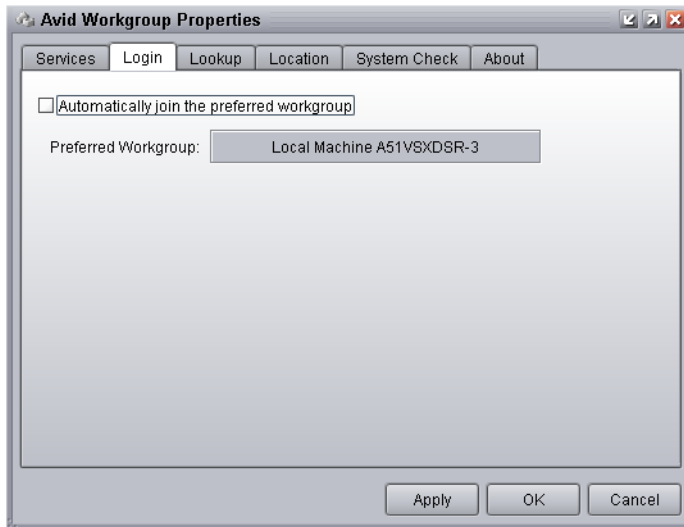 Avid Workgroup Properties
Services Login Lookup Location System Check About
Automatically join the preferred workgroup
Preferred Workgroup: Local Machine A51VSXDSR-3
Apply OK Cancel